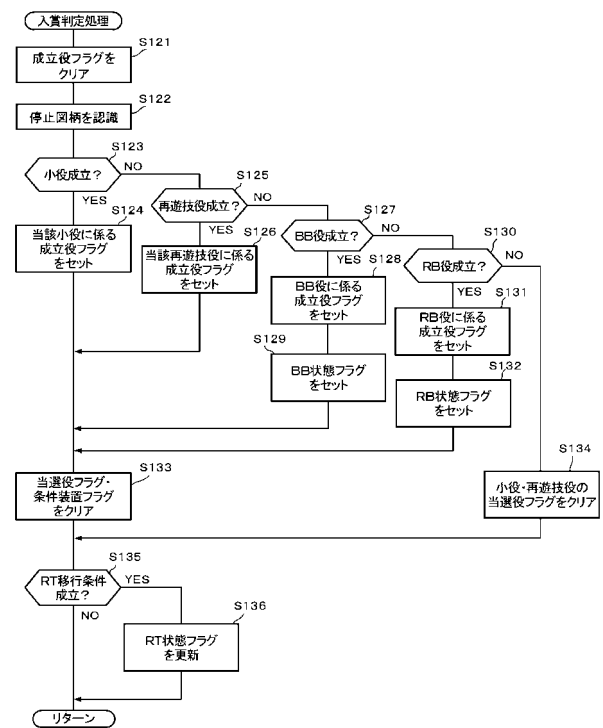 入賞判定処理
S121
成立役フラグを
クリア
S122
停止図柄を認識
S123
小役成立？
NO
YES
S124
当該小役に係る
成立役フラグ
をセット
S125
再遊技役成立？
NO
YES
S126
当該再遊技役に係る
成立役フラグ
をセット
S127
BB役成立？
NO
YES
S128
BB役に係る
成立役フラグ
をセット
S129
BB状態フラグ
をセット
S130
RB役成立？
NO
YES
S131
RB役に係る
成立役フラグ
をセット
S132
RB状態フラグ
をセット
S133
当選役フラグ・
条件装置フラグ
をクリア
S134
小役・再遊技役の
当選役フラグをクリア
S135
RT移行条件
成立？
YES
NO
S136
RT状態フラグ
を更新
リターン